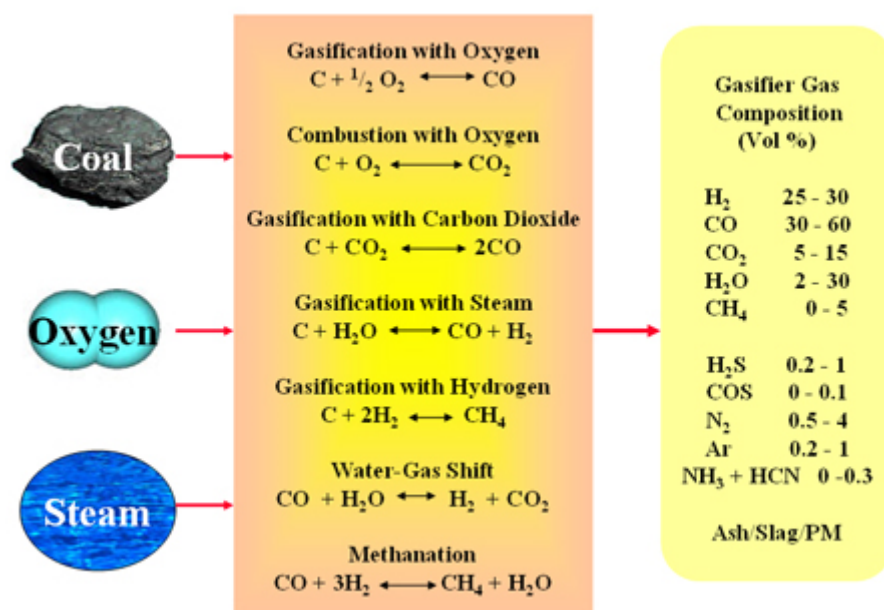 Coal
Oxygen
Steam
Gasification with Oxygen
C + ¹/₂ O₂ ⟷ CO
Combustion with Oxygen
C + O₂ ⟷ CO₂
Gasification with Carbon Dioxide
C + CO₂ ⟷ 2CO
Gasification with Steam
C + H₂O ⟷ CO + H₂
Gasification with Hydrogen
C + 2H₂ ⟷ CH₄
Water-Gas Shift
CO + H₂O ⟷ H₂ + CO₂
Methanation
CO + 3H₂ ⟷ CH₄ + H₂O
Gasifier Gas
Composition
(Vol %)
H₂ 25 - 30
CO 30 - 60
CO₂ 5 - 15
H₂O 2 - 30
CH₄ 0 - 5
H₂S 0.2 - 1
COS 0 - 0.1
N₂ 0.5 - 4
Ar 0.2 - 1
NH₃ + HCN 0 -0.3
Ash/Slag/PM